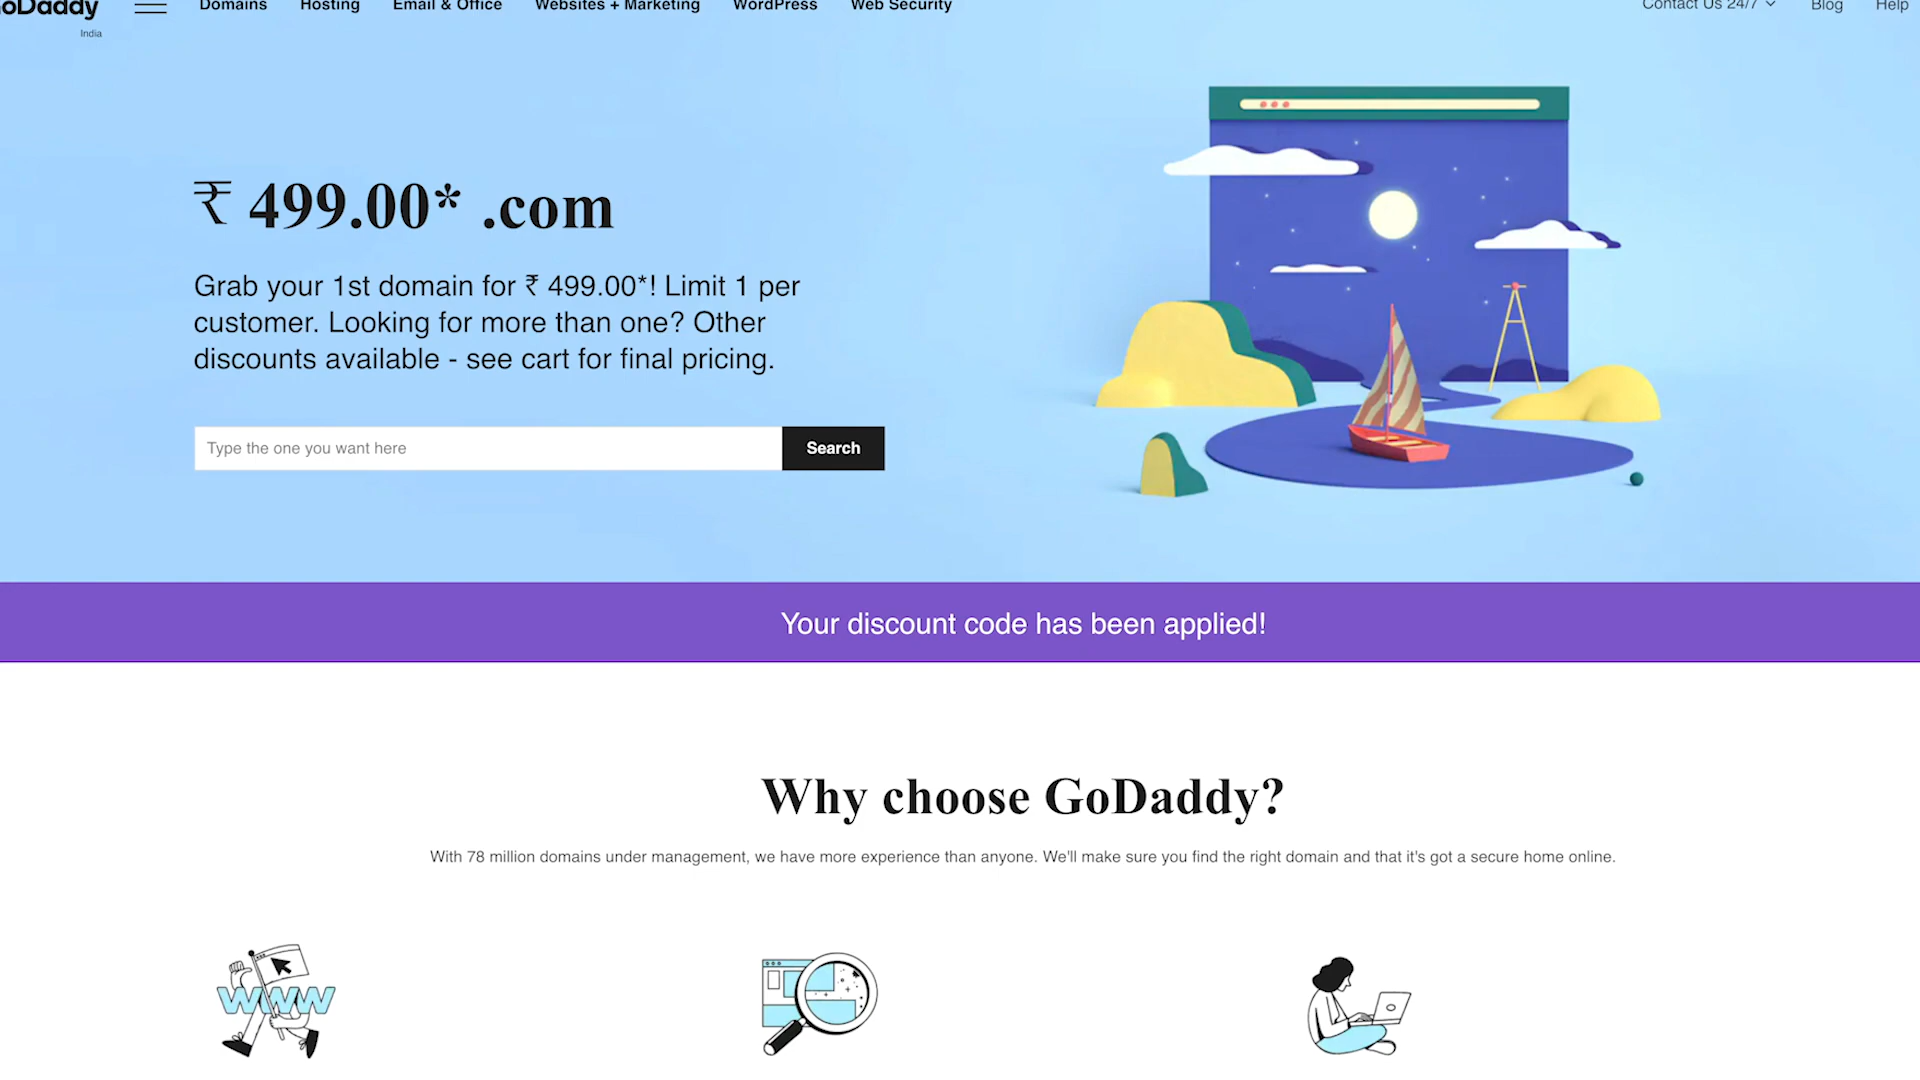 GoDaddy
India
Domains
Hosting
Email & Office
Websites + Marketing
WordPress
Web Security
Contact Us 24/7
Blog
Help
₹ 499.00* .com
Grab your 1st domain for ₹ 499.00*! Limit 1 per
customer. Looking for more than one? Other
discounts available - see cart for final pricing.
Type the one you want here
Search
Your discount code has been applied!
Why choose GoDaddy?
With 78 million domains under management, we have more experience than anyone. We'll make sure you find the right domain and that it's got a secure home online.
WWW